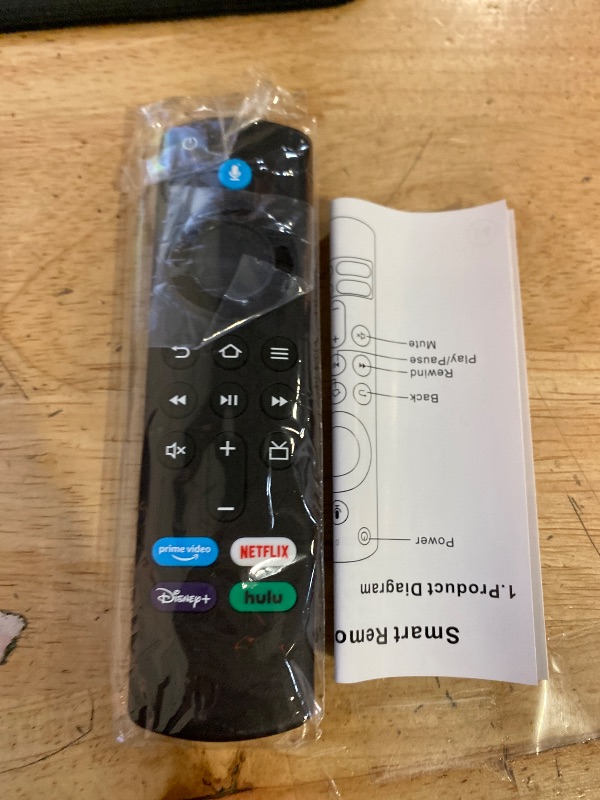 prime video
NETFLIX
Disney+
hulu
Smart Remo
1.Product Diagram
Power
Back
Rewind
Play/Pause
Mute